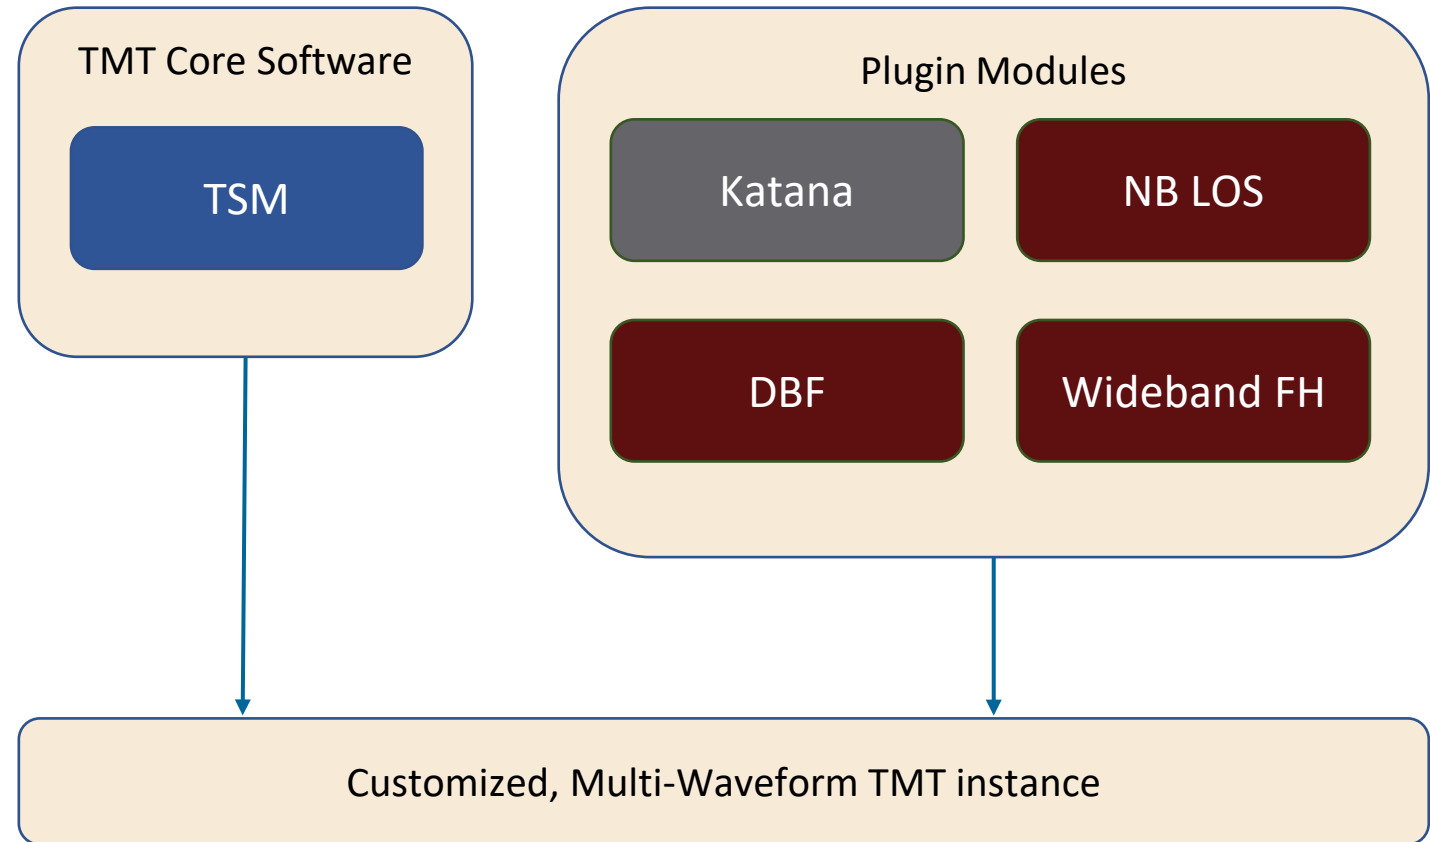 TMT Core Software
TSM
Plugin Modules
Katana
NB LOS
DBF
Wideband FH
Customized, Multi-Waveform TMT instance